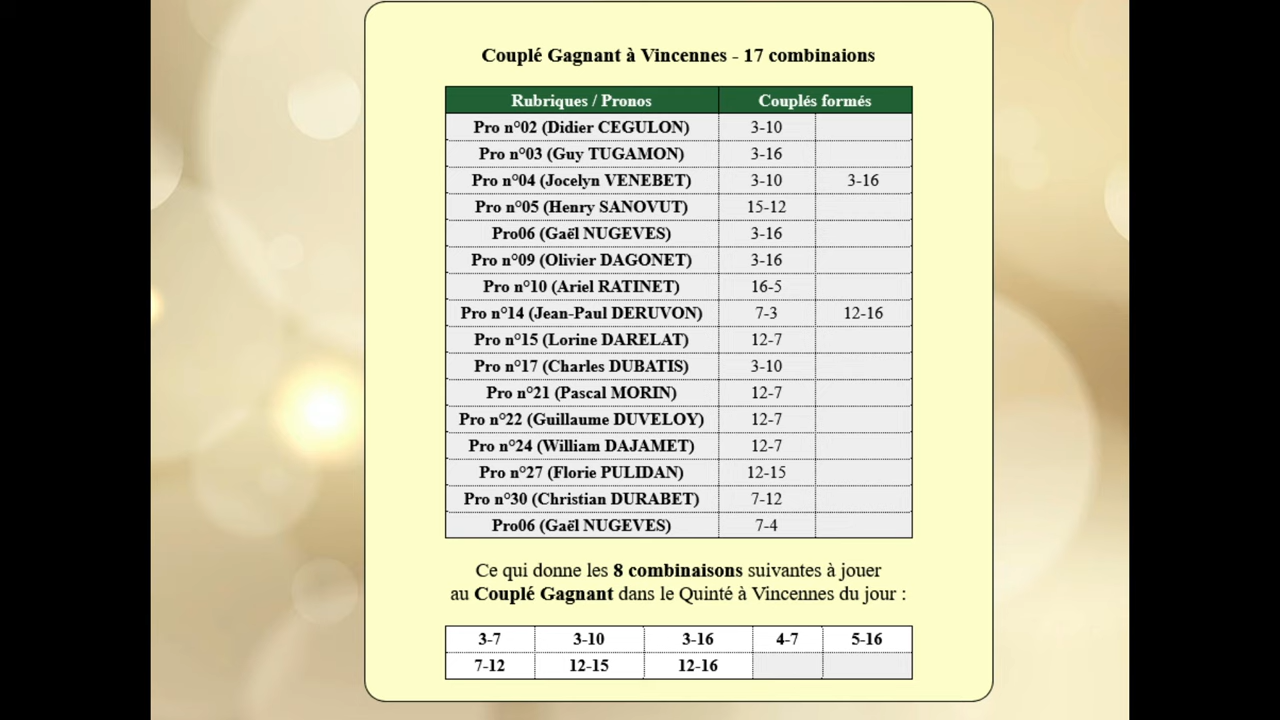 Couplé Gagnant à Vincennes - 17 combinaions
Rubriques / Pronos Couplés formés
Pro n°02 (Didier CEGULON) 3-10
Pro n°03 (Guy TUGAMON) 3-16
Pro n°04 (Jocelyn VENEBET) 3-10 3-16
Pro n°05 (Henry SANOVUT) 15-12
Pro06 (Gaël NUGEVES) 3-16
Pro n°09 (Olivier DAGONET) 3-16
Pro n°10 (Ariel RATINET) 16-5
Pro n°14 (Jean-Paul DERUVON) 7-3 12-16
Pro n°15 (Lorine DARELAT) 12-7
Pro n°17 (Charles DUBATIS) 3-10
Pro n°21 (Pascal MORIN) 12-7
Pro n°22 (Guillaume DUVELOY) 12-7
Pro n°24 (William DAJAMET) 12-7
Pro n°27 (Florie PULIDAN) 12-15
Pro n°30 (Christian DURABET) 7-12
Pro06 (Gaël NUGEVES) 7-4
Ce qui donne les 8 combinaisons suivantes à jouer
au Couplé Gagnant dans le Quinté à Vincennes du jour :
3-7 3-10 3-16 4-7 5-16
7-12 12-15 12-16